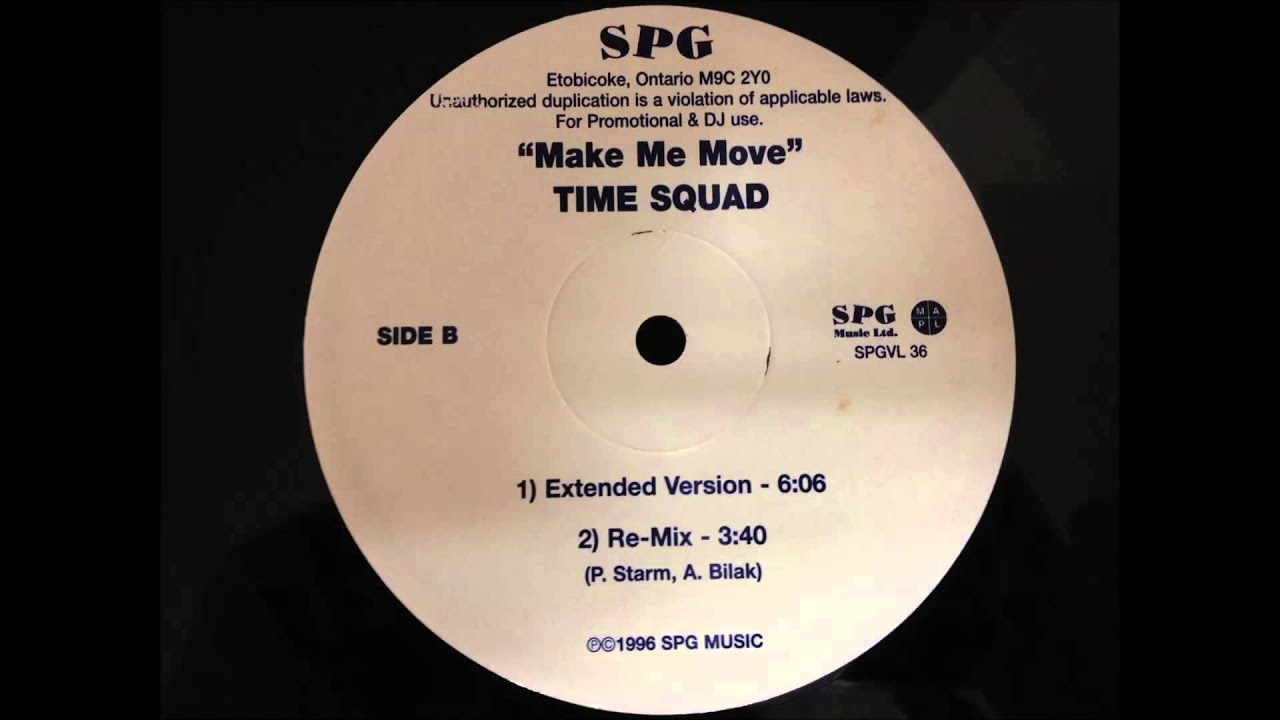 SPG
Etobicoke, Ontario M9C 2Y0
Unauthorized duplication is a violation of applicable laws.
For Promotional & DJ use.
“Make Me Move”
TIME SQUAD
SIDE B
SPG
Music Ltd.
M A
P L
SPGVL 36
1) Extended Version - 6:06
2) Re-Mix - 3:40
(P. Starm, A. Bilak)
℗©1996 SPG MUSIC